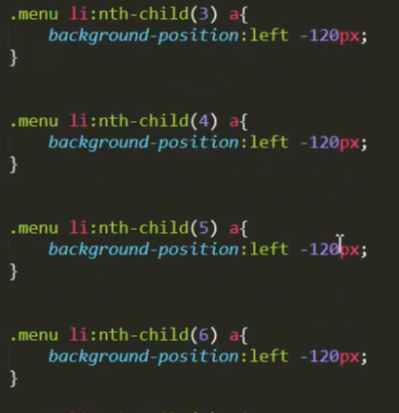 .menu li:nth-child(3) a{
    background-position:left -120px;
}
.menu li:nth-child(4) a{
    background-position:left -120px;
}
.menu li:nth-child(5) a{
    background-position:left -120px;
}
.menu li:nth-child(6) a{
    background-position:left -120px;
}